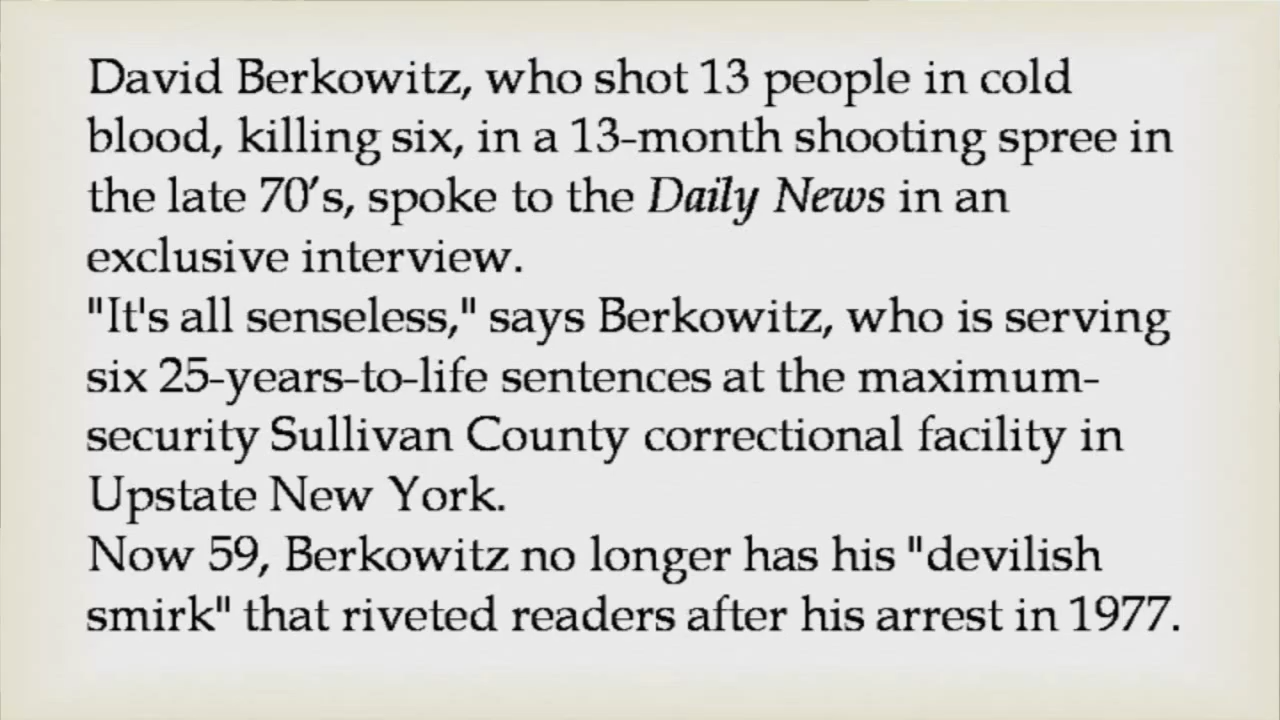 David Berkowitz, who shot 13 people in cold
blood, killing six, in a 13-month shooting spree in
the late 70’s, spoke to the Daily News in an
exclusive interview.
"It's all senseless," says Berkowitz, who is serving
six 25-years-to-life sentences at the maximum-
security Sullivan County correctional facility in
Upstate New York.
Now 59, Berkowitz no longer has his "devilish
smirk" that riveted readers after his arrest in 1977.